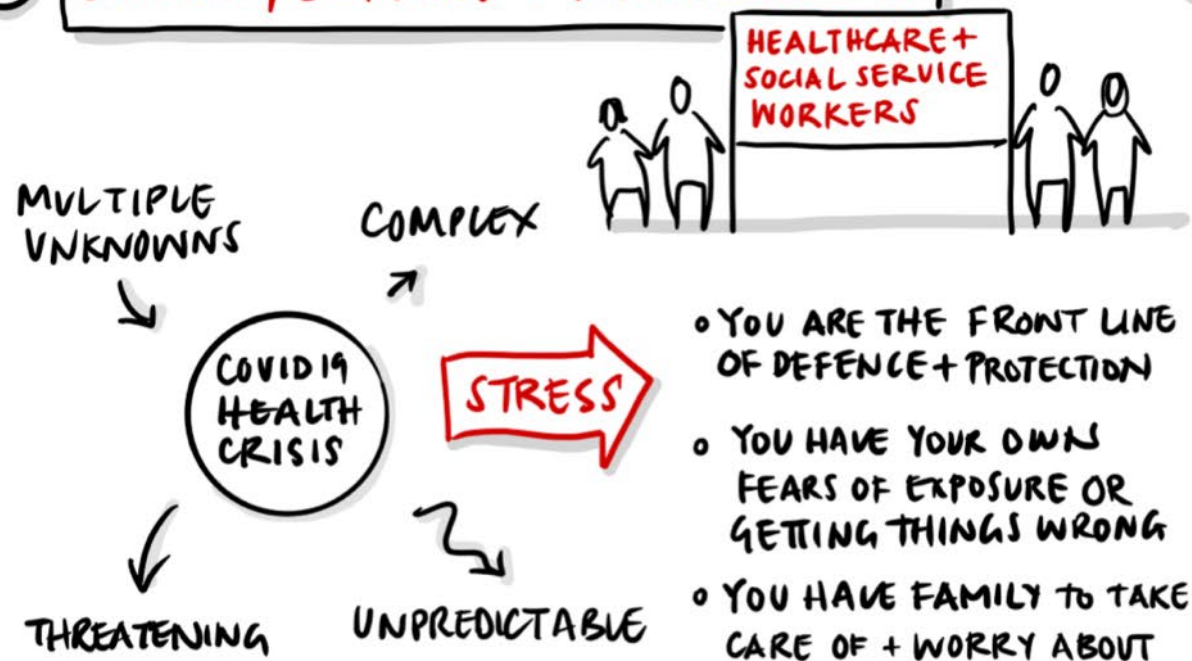 HEALTHCARE +
SOCIAL SERVICE
WORKERS
MULTIPLE
UNKNOWNS
COMPLEX
COVID19
HEALTH
CRISIS
STRESS
THREATENING
UNPREDICTABLE
• YOU ARE THE FRONT LINE
OF DEFENCE + PROTECTION
• YOU HAVE YOUR OWN
FEARS OF EXPOSURE OR
GETTING THINGS WRONG
• YOU HAVE FAMILY TO TAKE
CARE OF + WORRY ABOUT